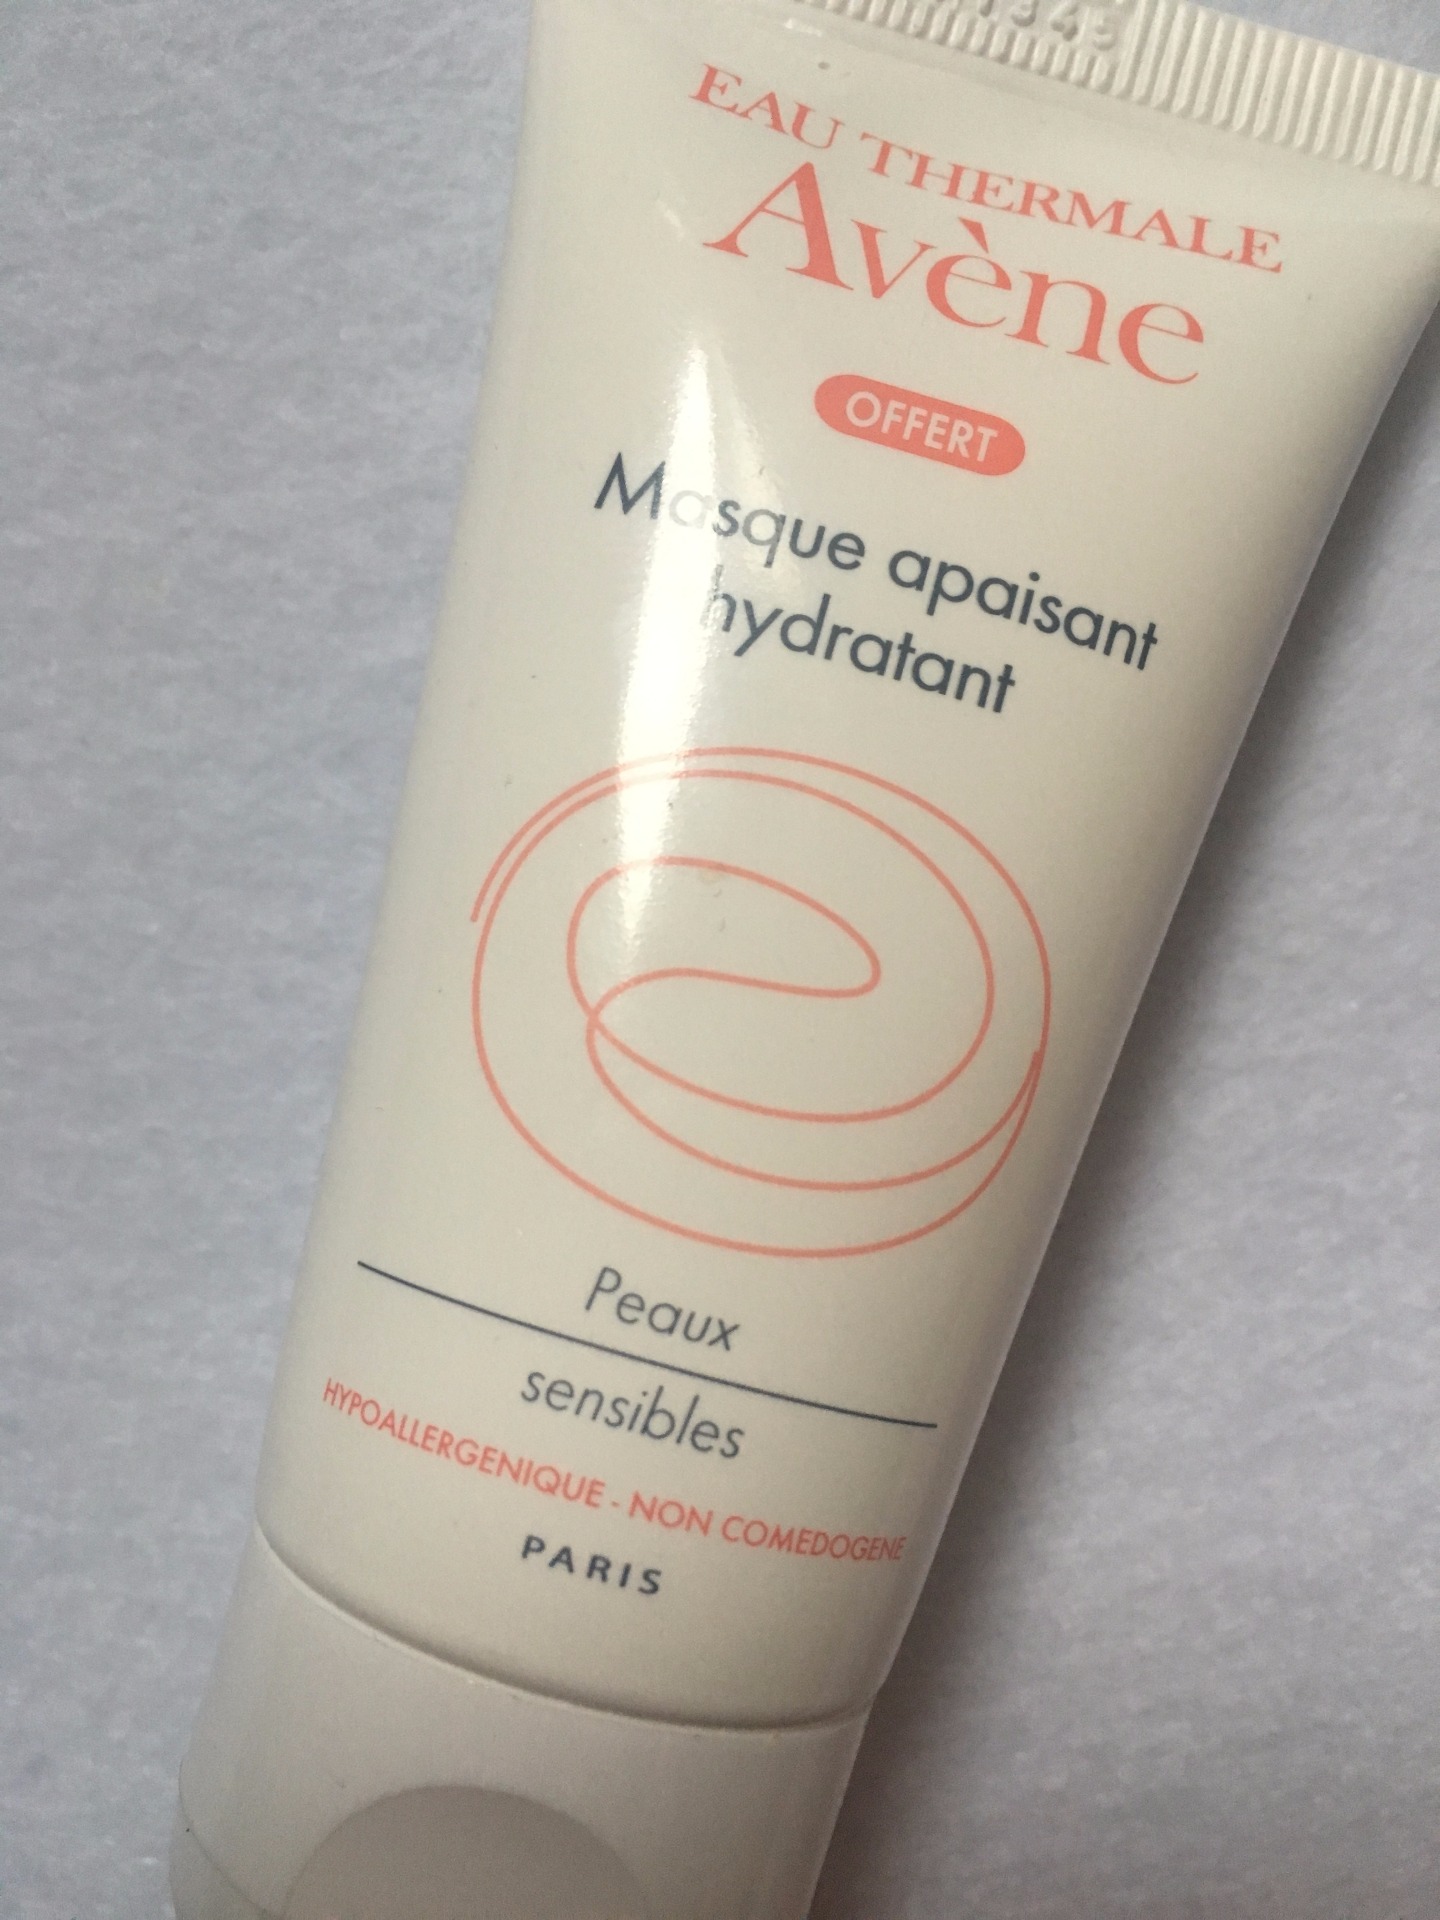 EAU THERMALE
Avène
OFFERT
Masque apaisant
hydratant
Peaux
sensibles
HYPOALLERGENIQUE - NON COMEDOGENE
PARIS